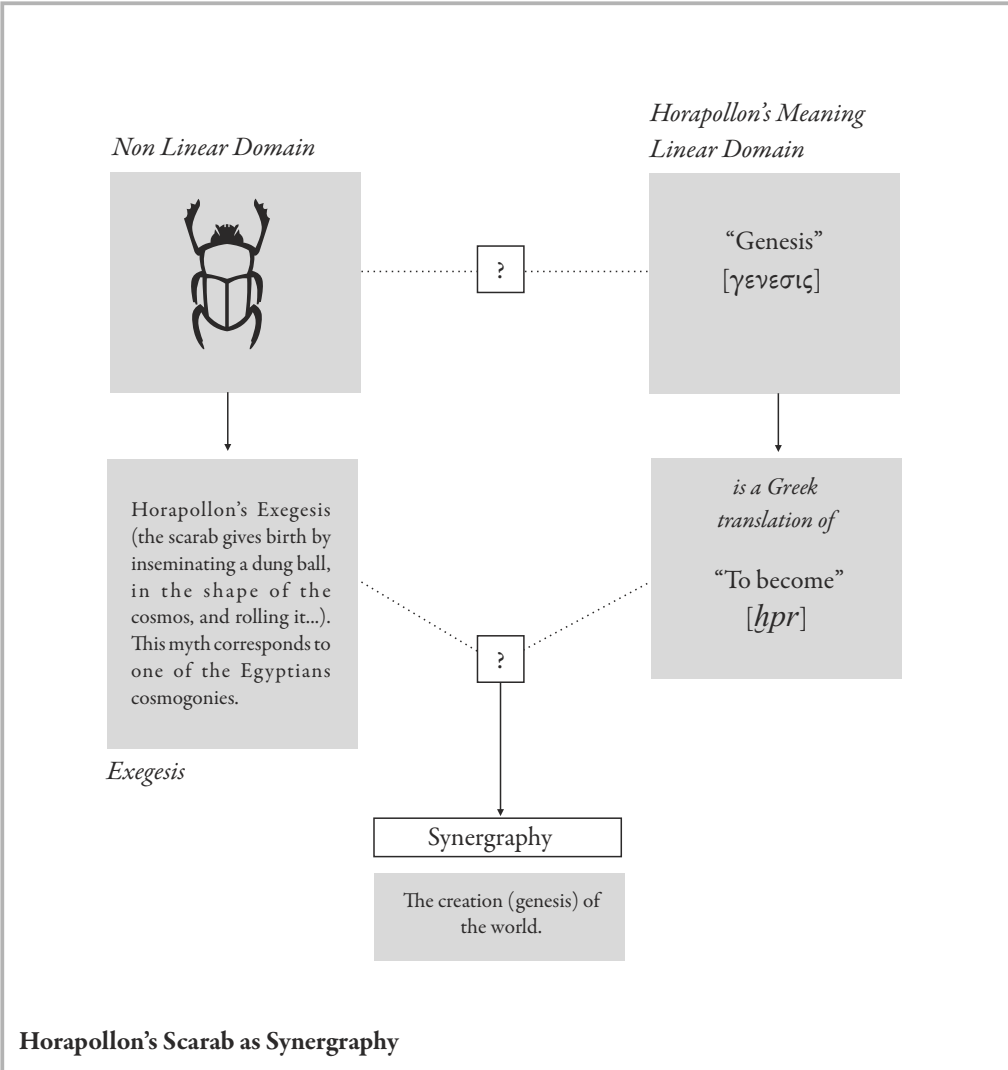 Non Linear Domain
Horapollon’s Meaning
Linear Domain
?
“Genesis”
[γενεσις]
Horapollon’s Exegesis
(the scarab gives birth by
inseminating a dung ball,
in the shape of the
cosmos, and rolling it...).
This myth corresponds to
one of the Egyptians
cosmogonies.
Exegesis
is a Greek
translation of
“To become”
[ḫpr]
?
Synergraphy
The creation (genesis) of
the world.
Horapollon’s Scarab as Synergraphy